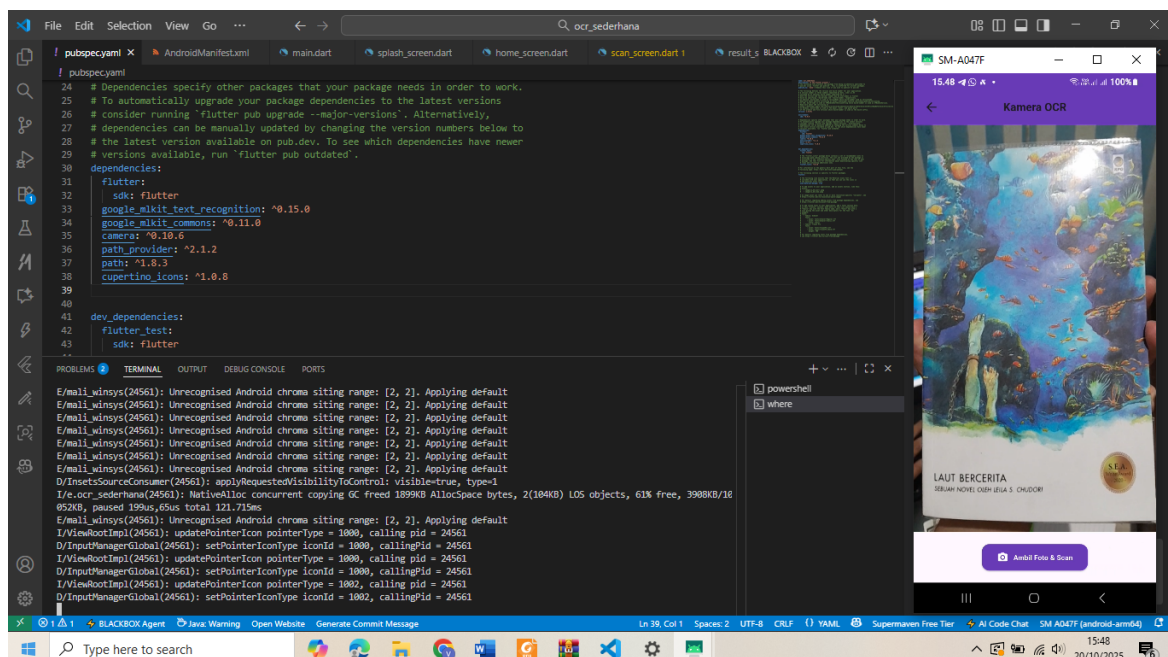 File Edit Selection View Go ··· ocr_sederhana
pubspec.yaml AndroidManifest.xml main.dart splash_screen.dart home_screen.dart scan_screen.dart 1 result_s BLACKBOX
! pubspec.yaml
24 # Dependencies specify other packages that your package needs in order to work.
25 # To automatically upgrade your package dependencies to the latest versions
26 # consider running `flutter pub upgrade --major-versions`. Alternatively,
27 # dependencies can be manually updated by changing the version numbers below to
28 # the latest version available on pub.dev. To see which dependencies have newer
29 # versions available, run `flutter pub outdated`.
30 dependencies:
31 flutter:
32 sdk: flutter
33 google_mlkit_text_recognition: ^0.15.0
34 google_mlkit_commons: ^0.11.0
35 camera: ^0.10.6
36 path_provider: ^2.1.2
37 path: ^1.8.3
38 cupertino_icons: ^1.0.8
39
40
41 dev_dependencies:
42 flutter_test:
43 sdk: flutter
PROBLEMS 2 TERMINAL OUTPUT DEBUG CONSOLE PORTS
E/mali_winsys(24561): Unrecognised Android chroma siting range: [2, 2]. Applying default
E/mali_winsys(24561): Unrecognised Android chroma siting range: [2, 2]. Applying default
E/mali_winsys(24561): Unrecognised Android chroma siting range: [2, 2]. Applying default
E/mali_winsys(24561): Unrecognised Android chroma siting range: [2, 2]. Applying default
E/mali_winsys(24561): Unrecognised Android chroma siting range: [2, 2]. Applying default
E/mali_winsys(24561): Unrecognised Android chroma siting range: [2, 2]. Applying default
E/mali_winsys(24561): Unrecognised Android chroma siting range: [2, 2]. Applying default
D/InsetsSourceConsumer(24561): applyRequestedVisibilityToControl: visible=true, type=1
I/e.ocr_sederhana(24561): NativeAlloc concurrent copying GC freed 1899KB AllocSpace bytes, 2(104KB) LOS objects, 61% free, 3908KB/10
052KB, paused 199us,65us total 121.715ms
E/mali_winsys(24561): Unrecognised Android chroma siting range: [2, 2]. Applying default
I/ViewRootImpl(24561): updatePointerIcon pointerType = 1000, calling pid = 24561
D/InputManagerGlobal(24561): setPointerIconType iconId = 1000, callingPid = 24561
I/ViewRootImpl(24561): updatePointerIcon pointerType = 1000, calling pid = 24561
D/InputManagerGlobal(24561): setPointerIconType iconId = 1000, callingPid = 24561
I/ViewRootImpl(24561): updatePointerIcon pointerType = 1002, calling pid = 24561
D/InputManagerGlobal(24561): setPointerIconType iconId = 1002, callingPid = 24561
powershell
where
SM-A047F
15.48 100%
Kamera OCR
LAUT BERCERITA
SEBUAH NOVEL OLEH LEILA S. CHUDORI
S.E.A.
Ambil Foto & Scan
1 1 BLACKBOX Agent Java: Warning Open Website Generate Commit Message Ln 39, Col 1 Spaces: 2 UTF-8 CRLF {} YAML Supermaven Free Tier AI Code Chat SM A047F (android-arm64)
Type here to search
15:48
20/10/2025
6